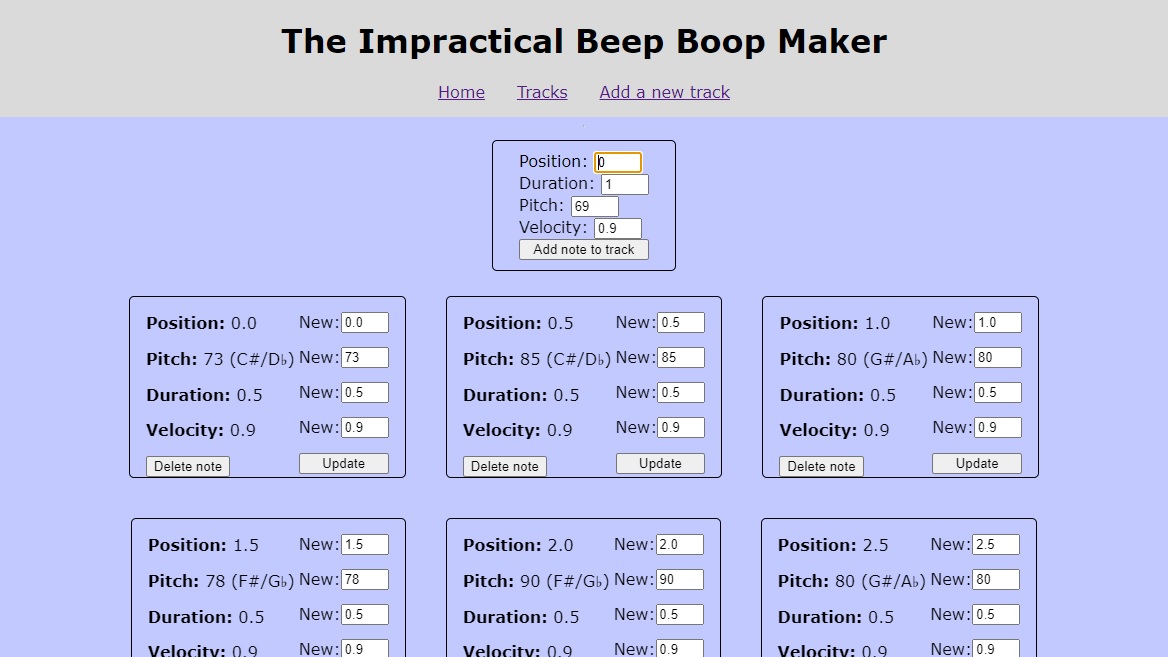 The Impractical Beep Boop Maker
Home Tracks Add a new track
Position: 0
Duration: 1
Pitch: 69
Velocity: 0.9
Add note to track
Position: 0.0 New: 0.0
Pitch: 73 (C#/D♭) New: 73
Duration: 0.5 New: 0.5
Velocity: 0.9 New: 0.9
Delete note Update
Position: 0.5 New: 0.5
Pitch: 85 (C#/D♭) New: 85
Duration: 0.5 New: 0.5
Velocity: 0.9 New: 0.9
Delete note Update
Position: 1.0 New: 1.0
Pitch: 80 (G#/A♭) New: 80
Duration: 0.5 New: 0.5
Velocity: 0.9 New: 0.9
Delete note Update
Position: 1.5 New: 1.5
Pitch: 78 (F#/G♭) New: 78
Duration: 0.5 New: 0.5
Velocity: 0.9 New: 0.9
Position: 2.0 New: 2.0
Pitch: 90 (F#/G♭) New: 90
Duration: 0.5 New: 0.5
Velocity: 0.9 New: 0.9
Position: 2.5 New: 2.5
Pitch: 80 (G#/A♭) New: 80
Duration: 0.5 New: 0.5
Velocity: 0.9 New: 0.9